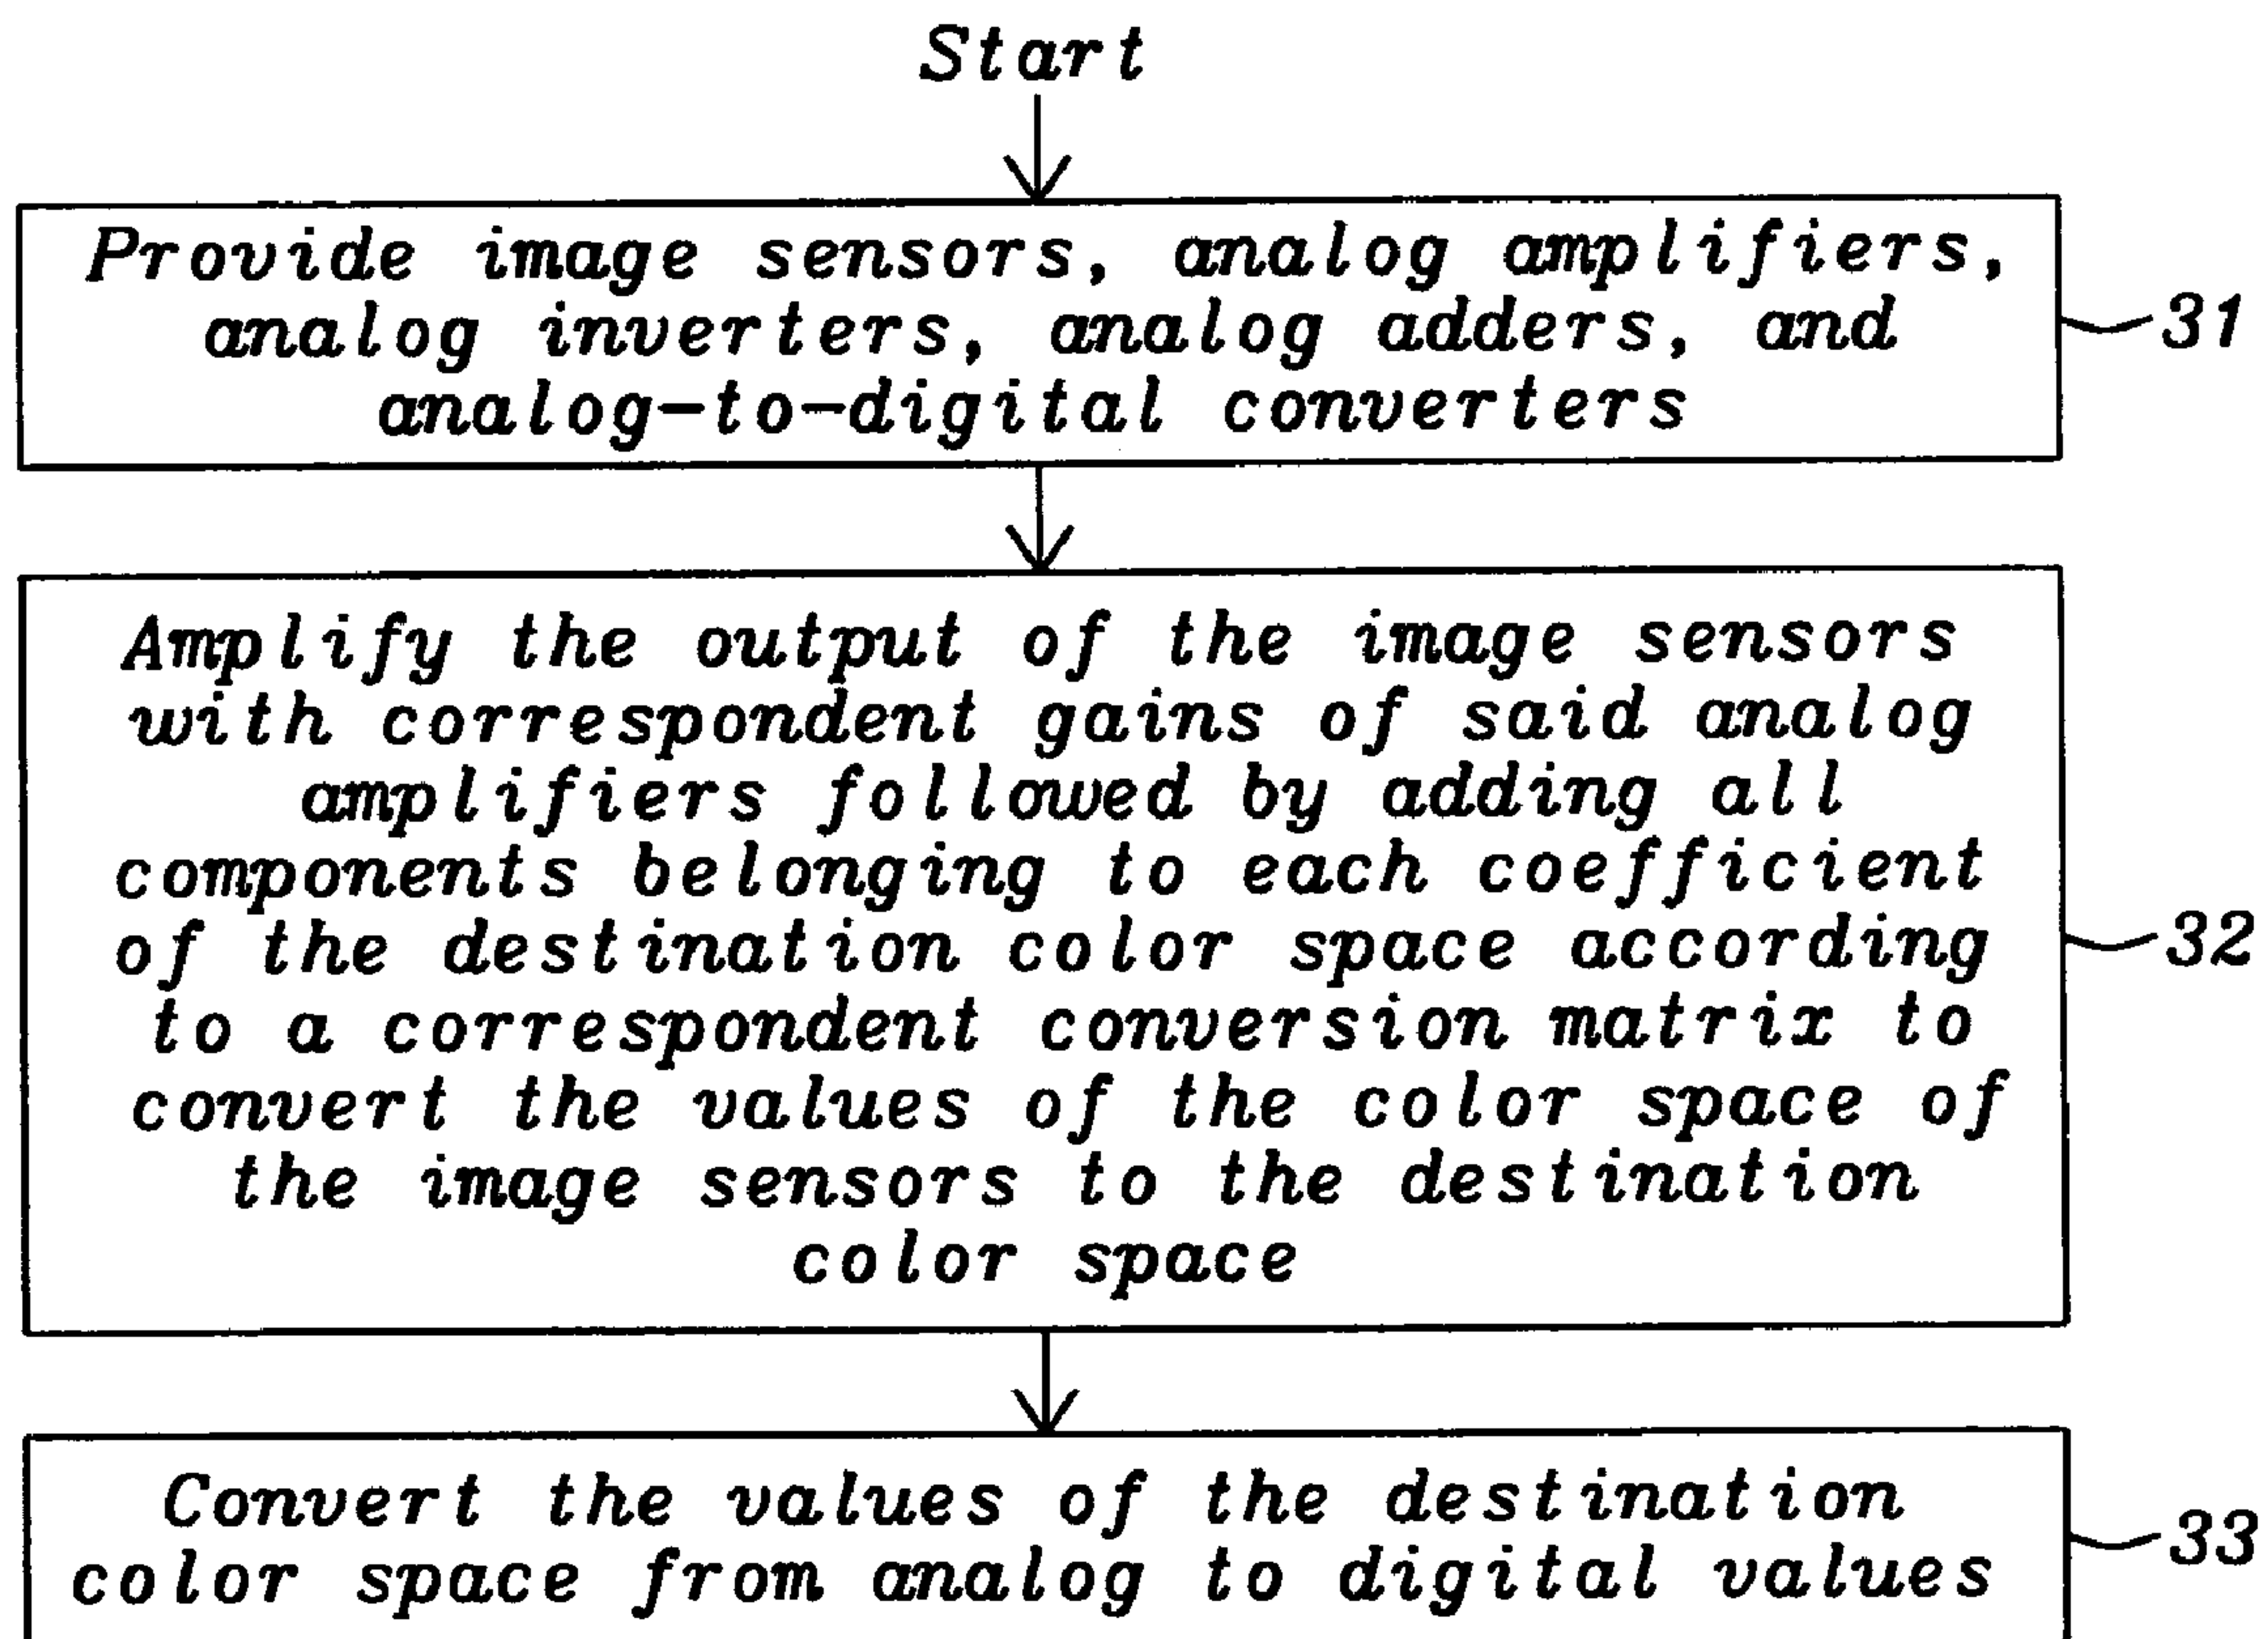 Start
Provide image sensors, analog amplifiers,
analog inverters, analog adders, and
analog-to-digital converters
31
Amplify the output of the image sensors
with correspondent gains of said analog
amplifiers followed by adding all
components belonging to each coefficient
of the destination color space according
to a correspondent conversion matrix to
convert the values of the color space of
the image sensors to the destination
color space
32
Convert the values of the destination
color space from analog to digital values
33